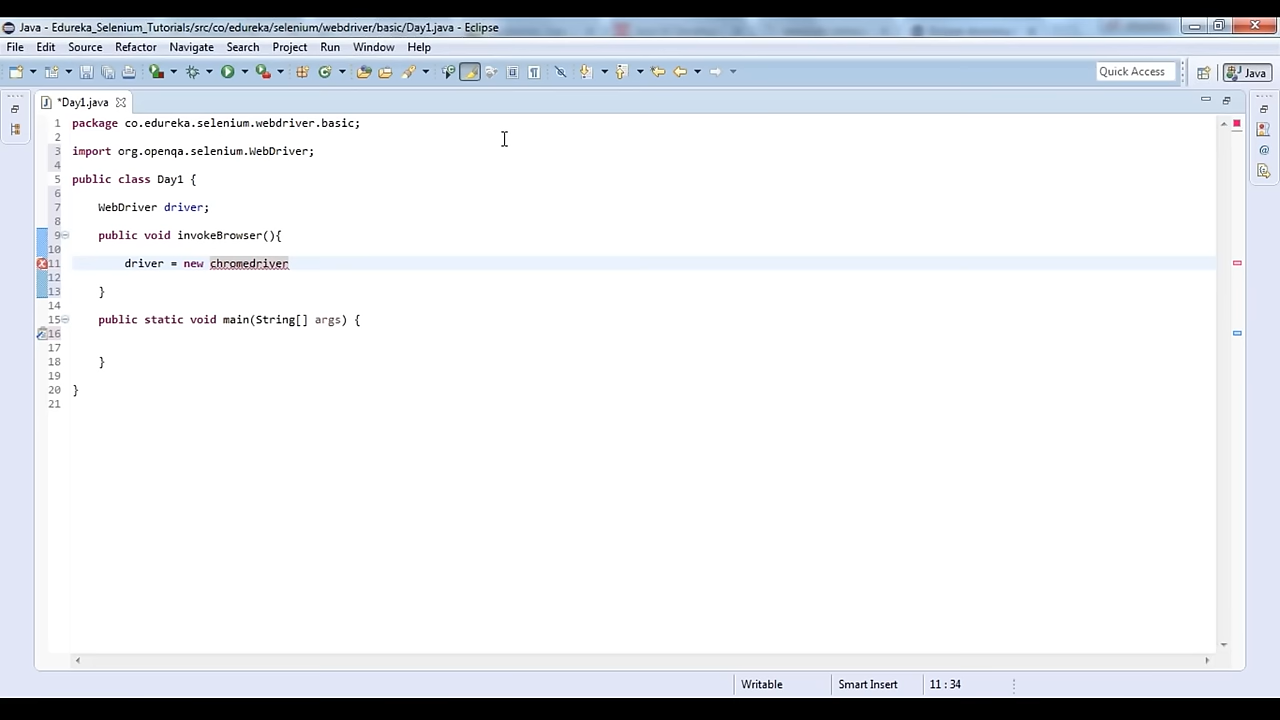 Java - Edureka_Selenium_Tutorials/src/co/edureka/selenium/webdriver/basic/Day1.java - Eclipse
File Edit Source Refactor Navigate Search Project Run Window Help
Quick Access Java
*Day1.java
1 package co.edureka.selenium.webdriver.basic;
2
3 import org.openqa.selenium.WebDriver;
4
5 public class Day1 {
6
7 WebDriver driver;
8
9 public void invokeBrowser(){
10
11 driver = new chromedriver
12
13 }
14
15 public static void main(String[] args) {
16
17
18 }
19
20 }
21
Writable Smart Insert 11 : 34